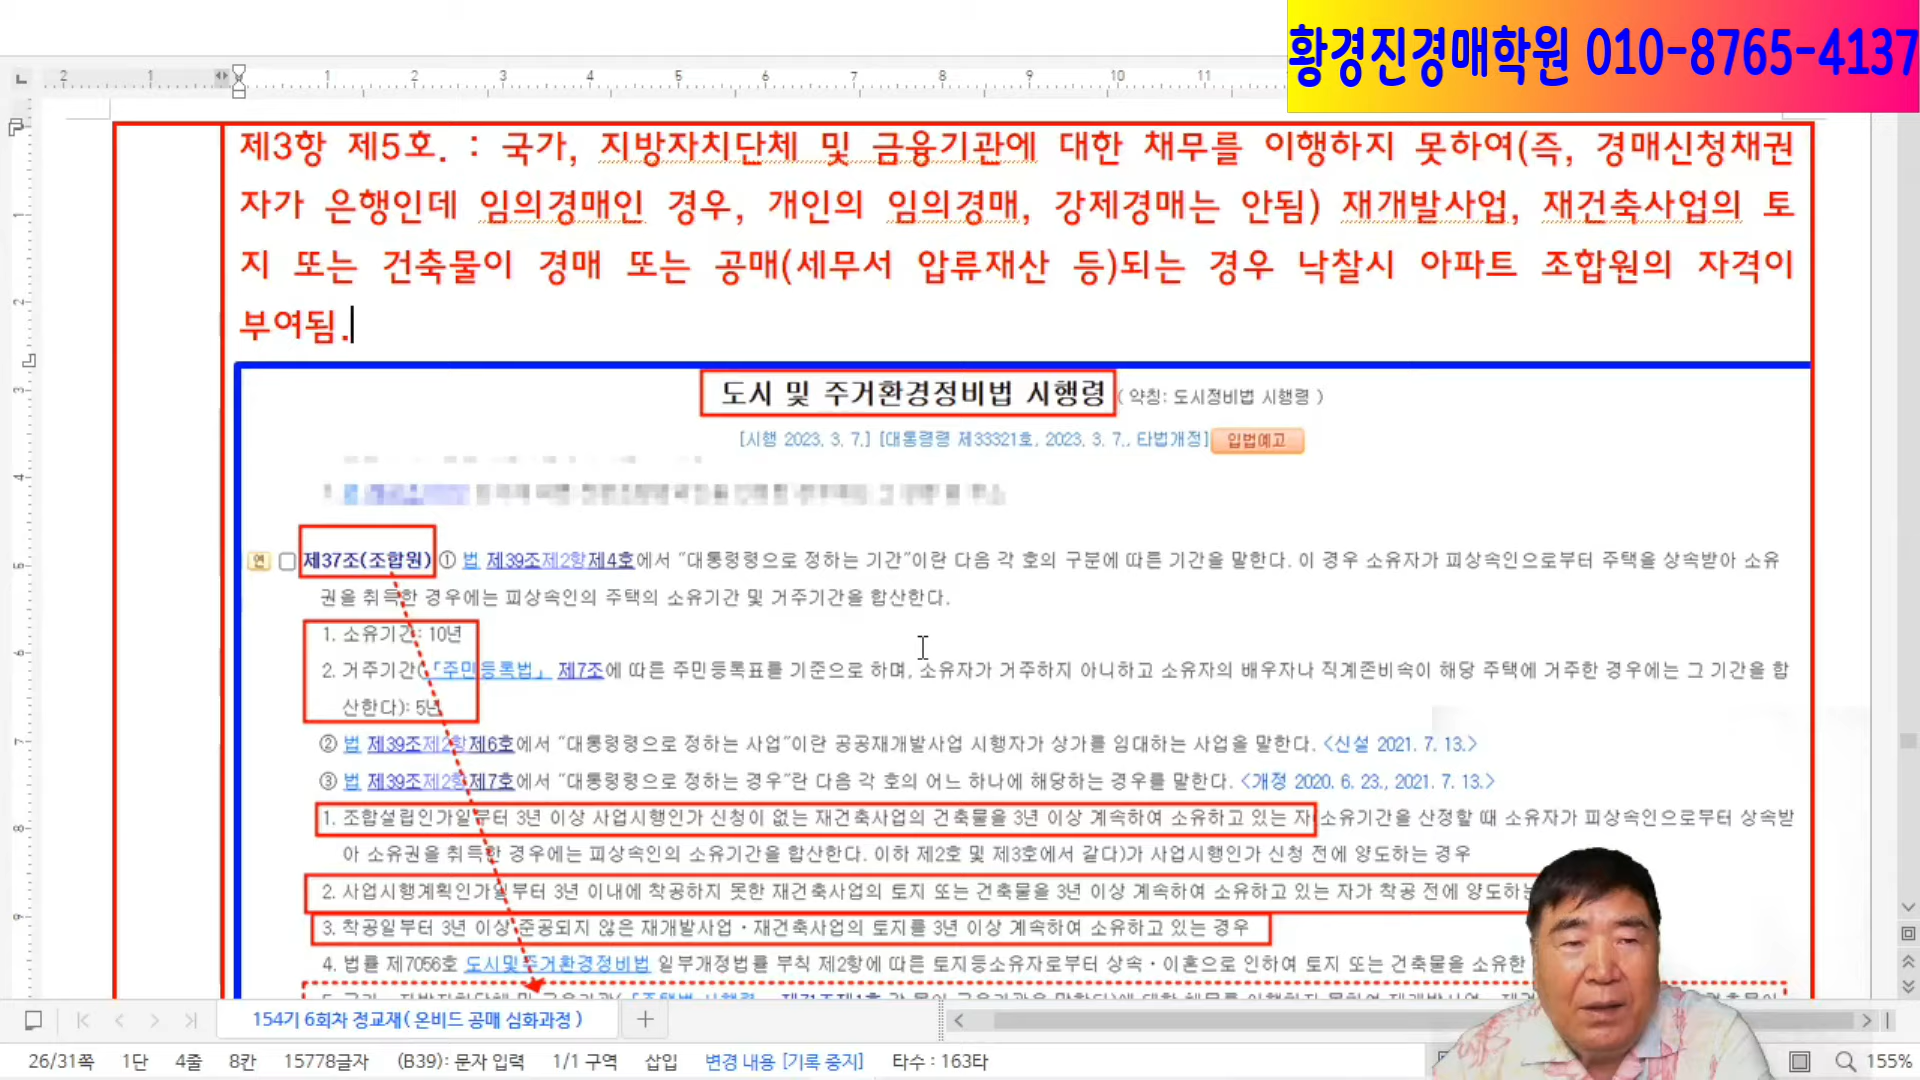 황경진경매학원 010-8765-4137
2 1 1 2 3 4 5 6 7 8 9 10 11
제3항 제5호. : 국가, 지방자치단체 및 금융기관에 대한 채무를 이행하지 못하여(즉, 경매신청채권
자가 은행인데 임의경매인 경우, 개인의 임의경매, 강제경매는 안됨) 재개발사업, 재건축사업의 토
지 또는 건축물이 경매 또는 공매(세무서 압류재산 등)되는 경우 낙찰시 아파트 조합원의 자격이
부여됨.
도시 및 주거환경정비법 시행령 ( 약칭: 도시정비법 시행령 )
[시행 2023. 3. 7.] [대통령령 제33321호, 2023. 3. 7., 타법개정] 입법예고
연 제37조(조합원) ① 법 제39조제2항제4호에서 “대통령령으로 정하는 기간”이란 다음 각 호의 구분에 따른 기간을 말한다. 이 경우 소유자가 피상속인으로부터 주택을 상속받아 소유
권을 취득한 경우에는 피상속인의 주택의 소유기간 및 거주기간을 합산한다.
1. 소유기간: 10년
2. 거주기간(「주민등록법」 제7조에 따른 주민등록표를 기준으로 하며, 소유자가 거주하지 아니하고 소유자의 배우자나 직계존비속이 해당 주택에 거주한 경우에는 그 기간을 합
산한다): 5년
② 법 제39조제2항제6호에서 “대통령령으로 정하는 사업”이란 공공재개발사업 시행자가 상가를 임대하는 사업을 말한다. <신설 2021. 7. 13.>
③ 법 제39조제2항제7호에서 “대통령령으로 정하는 경우”란 다음 각 호의 어느 하나에 해당하는 경우를 말한다. <개정 2020. 6. 23., 2021. 7. 13.>
1. 조합설립인가일부터 3년 이상 사업시행인가 신청이 없는 재건축사업의 건축물을 3년 이상 계속하여 소유하고 있는 자(소유기간을 산정할 때 소유자가 피상속인으로부터 상속받
아 소유권을 취득한 경우에는 피상속인의 소유기간을 합산한다. 이하 제2호 및 제3호에서 같다)가 사업시행인가 신청 전에 양도하는 경우
2. 사업시행계획인가일부터 3년 이내에 착공하지 못한 재건축사업의 토지 또는 건축물을 3년 이상 계속하여 소유하고 있는 자가 착공 전에 양도하는
3. 착공일부터 3년 이상 준공되지 않은 재개발사업ㆍ재건축사업의 토지를 3년 이상 계속하여 소유하고 있는 경우
4. 법률 제7056호 도시및주거환경정비법 일부개정법률 부칙 제2항에 따른 토지등소유자로부터 상속ㆍ이혼으로 인하여 토지 또는 건축물을 소유한
154기 6회차 정교재( 온비드 공매 심화과정 )
26/31쪽 1단 4줄 8칸 15778글자 (B39): 문자 입력 1/1 구역 삽입 변경 내용 [기록 중지] 타수 : 163타 155%